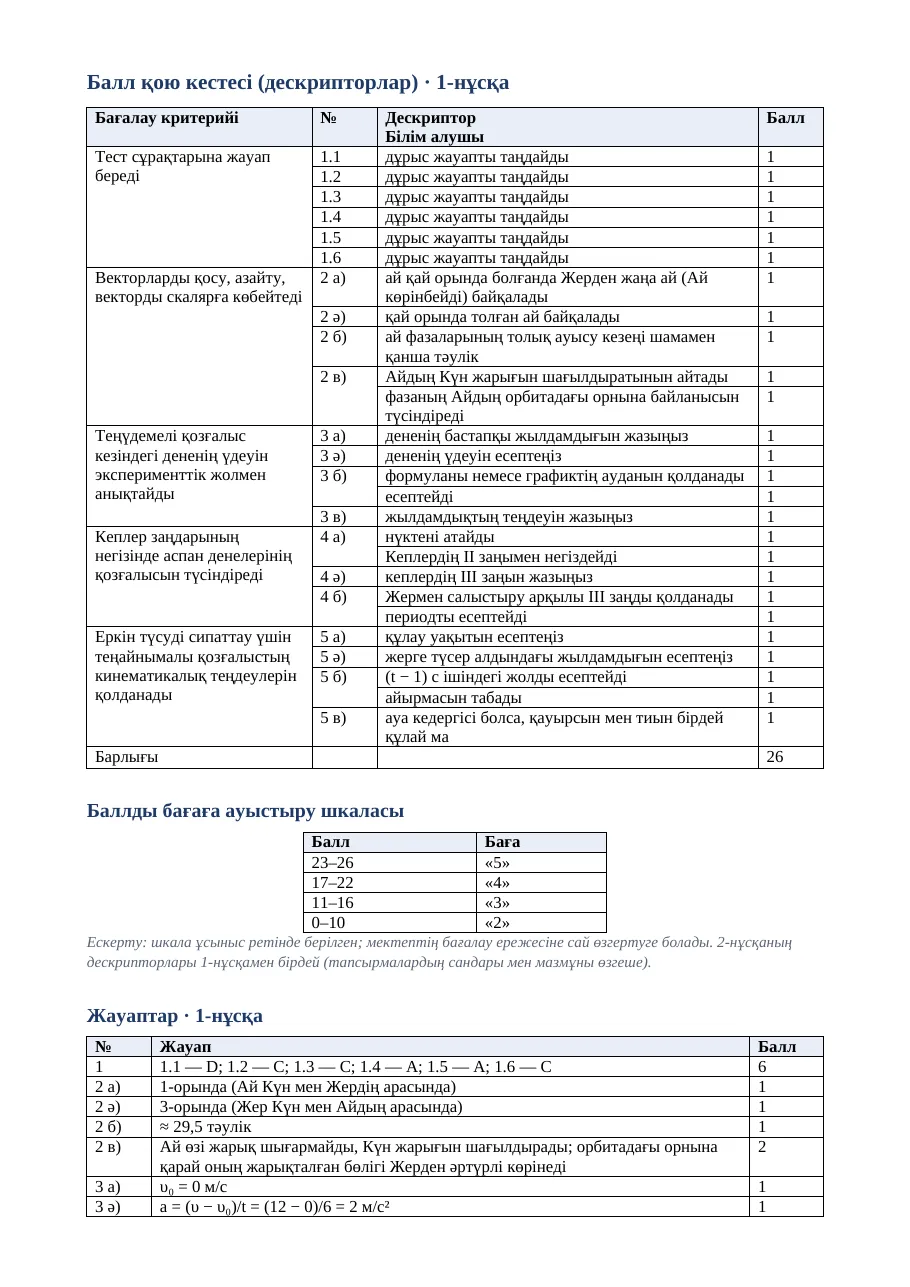 Балл қою кестесі (дескрипторлар) · 1-нұсқа
Бағалау критерийі № Дескриптор Балл
Білім алушы
Тест сұрақтарына жауап 1.1 дұрыс жауапты таңдайды 1
береді 1.2 дұрыс жауапты таңдайды 1
1.3 дұрыс жауапты таңдайды 1
1.4 дұрыс жауапты таңдайды 1
1.5 дұрыс жауапты таңдайды 1
1.6 дұрыс жауапты таңдайды 1
Векторларды қосу, азайту, 2 а) ай қай орында болғанда Жерден жаңа ай (Ай 1
векторды скалярға көбейтеді көрінбейді) байқалады
2 ә) қай орында толған ай байқалады 1
2 б) ай фазаларының толық ауысу кезеңі шамамен 1
қанша тәулік
2 в) Айдың Күн жарығын шағылдыратынын айтады 1
фазаның Айдың орбитадағы орнына байланысын 1
түсіндіреді
Теңүдемелі қозғалыс 3 а) дененің бастапқы жылдамдығын жазыңыз 1
кезіндегі дененің үдеуін 3 ә) дененің үдеуін есептеңіз 1
эксперименттік жолмен 3 б) формуланы немесе графиктің ауданын қолданады 1
анықтайды есептейді 1
3 в) жылдамдықтың теңдеуін жазыңыз 1
Кеплер заңдарының 4 а) нүктені атайды 1
негізінде аспан денелерінің Кеплердің II заңымен негіздейді 1
қозғалысын түсіндіреді 4 ә) кеплердің III заңын жазыңыз 1
4 б) Жермен салыстыру арқылы III заңды қолданады 1
периодты есептейді 1
Еркін түсуді сипаттау үшін 5 а) құлау уақытын есептеңіз 1
теңайнымалы қозғалыстың 5 ә) жерге түсер алдындағы жылдамдығын есептеңіз 1
кинематикалық теңдеулерін 5 б) (t − 1) с ішіндегі жолды есептейді 1
қолданады айырмасын табады 1
5 в) ауа кедергісі болса, қауырсын мен тиын бірдей 1
құлай ма
Барлығы 26
Баллды бағаға ауыстыру шкаласы
Балл Баға
23–26 «5»
17–22 «4»
11–16 «3»
0–10 «2»
Ескерту: шкала ұсыныс ретінде берілген; мектептің бағалау ережесіне сай өзгертуге болады. 2-нұсқаның
дескрипторлары 1-нұсқамен бірдей (тапсырмалардың сандары мен мазмұны өзгеше).
Жауаптар · 1-нұсқа
№ Жауап Балл
1 1.1 — D; 1.2 — C; 1.3 — C; 1.4 — A; 1.5 — A; 1.6 — C 6
2 а) 1-орында (Ай Күн мен Жердің арасында) 1
2 ә) 3-орында (Жер Күн мен Айдың арасында) 1
2 б) ≈ 29,5 тәулік 1
2 в) Ай өзі жарық шығармайды, Күн жарығын шағылдырады; орбитадағы орнына 2
қарай оның жарықталған бөлігі Жерден әртүрлі көрінеді
3 а) υ₀ = 0 м/с 1
3 ә) a = (υ − υ₀)/t = (12 − 0)/6 = 2 м/с² 1